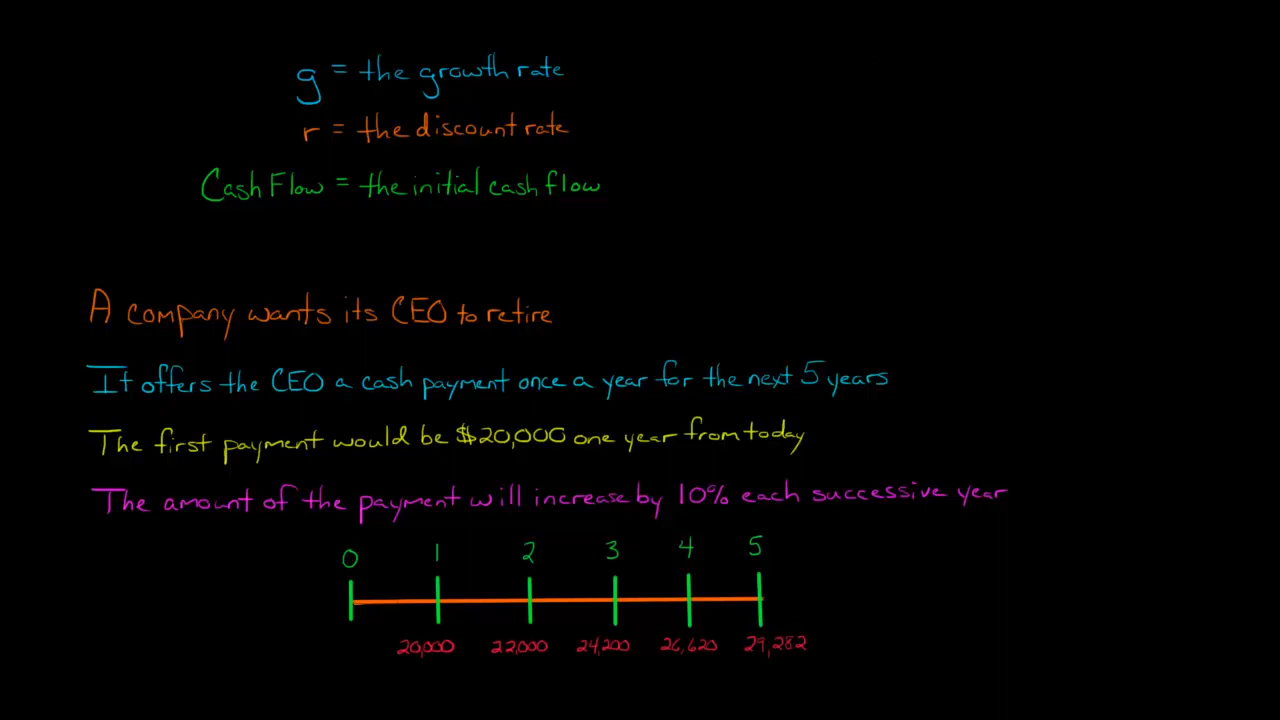 g = the growth rate
r = the discount rate
Cash Flow = the initial cash flow
A company wants its CEO to retire
It offers the CEO a cash payment once a year for the next 5 years
The first payment would be $20,000 one year from today
The amount of the payment will increase by 10% each successive year
0 1 2 3 4 5
20,000 22,000 24,200 26,620 29,282